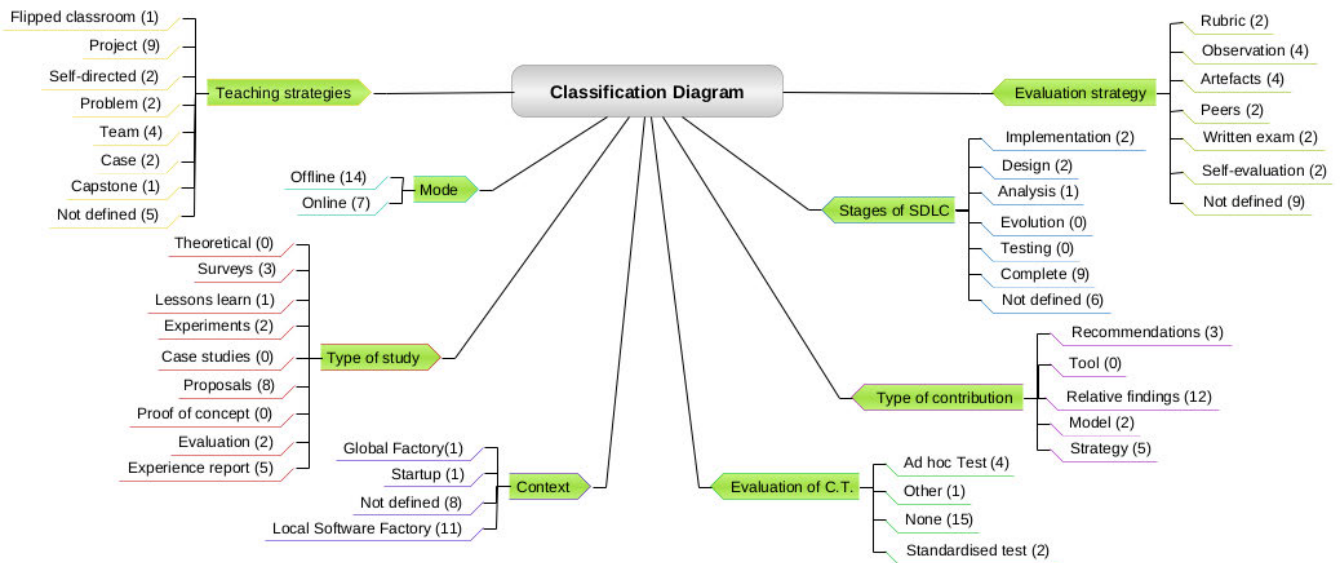 Classification Diagram
Teaching strategies
Flipped classroom (1)
Project (9)
Self-directed (2)
Problem (2)
Team (4)
Case (2)
Capstone (1)
Not defined (5)
Mode
Offline (14)
Online (7)
Type of study
Theoretical (0)
Surveys (3)
Lessons learn (1)
Experiments (2)
Case studies (0)
Proposals (8)
Proof of concept (0)
Evaluation (2)
Experience report (5)
Context
Global Factory(1)
Startup (1)
Not defined (8)
Local Software Factory (11)
Evaluation strategy
Rubric (2)
Observation (4)
Artefacts (4)
Peers (2)
Written exam (2)
Self-evaluation (2)
Not defined (9)
Stages of SDLC
Implementation (2)
Design (2)
Analysis (1)
Evolution (0)
Testing (0)
Complete (9)
Not defined (6)
Type of contribution
Recommendations (3)
Tool (0)
Relative findings (12)
Model (2)
Strategy (5)
Evaluation of C.T.
Ad hoc Test (4)
Other (1)
None (15)
Standardised test (2)